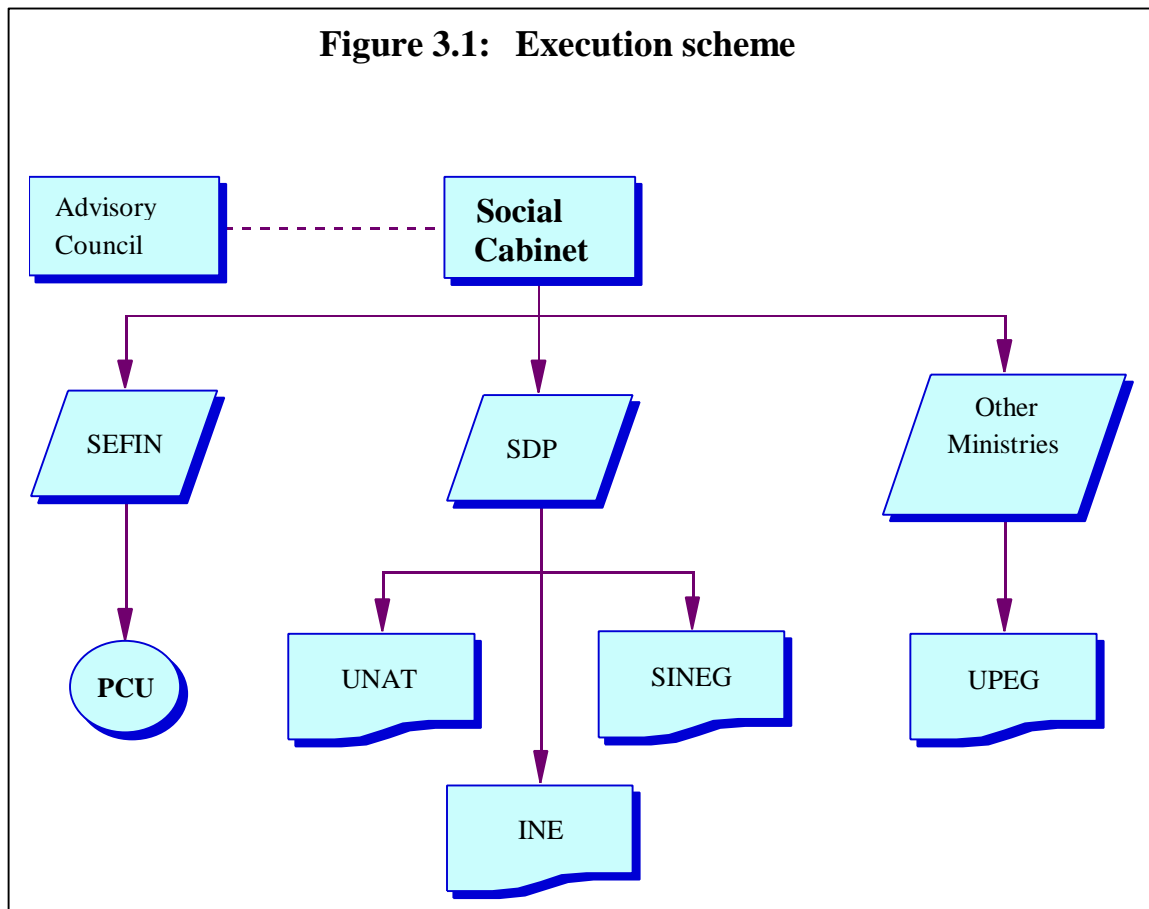 Figure 3.1: Execution scheme
Advisory
Council
Social
Cabinet
SEFIN
SDP
Other
Ministries
PCU
UNAT
SINEG
UPEG
INE